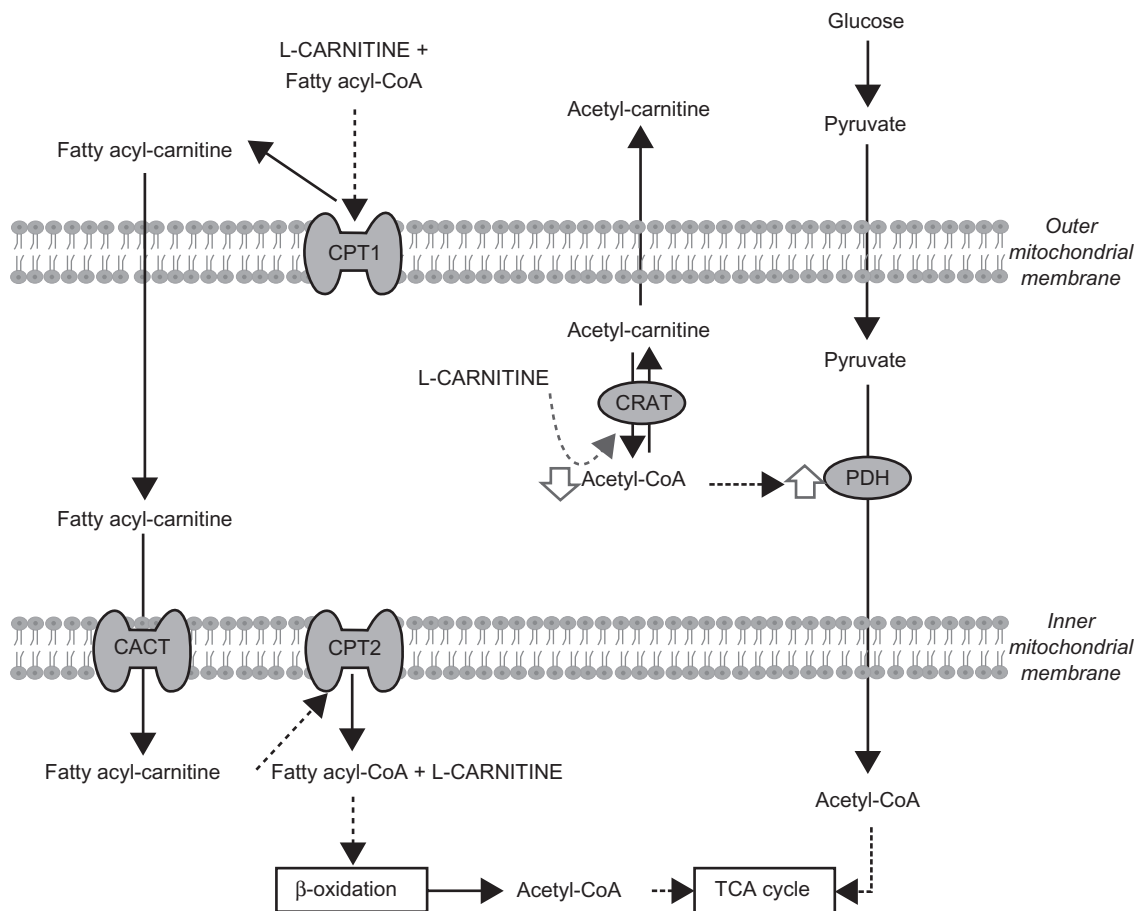 Glucose
L-CARNITINE +
Fatty acyl-CoA
Acetyl-carnitine
Pyruvate
Fatty acyl-carnitine
CPT1
Outer
mitochondrial
membrane
Acetyl-carnitine
Pyruvate
L-CARNITINE
CRAT
Acetyl-CoA
PDH
Fatty acyl-carnitine
CACT
CPT2
Inner
mitochondrial
membrane
Fatty acyl-carnitine
Fatty acyl-CoA + L-CARNITINE
Acetyl-CoA
β-oxidation
Acetyl-CoA
TCA cycle